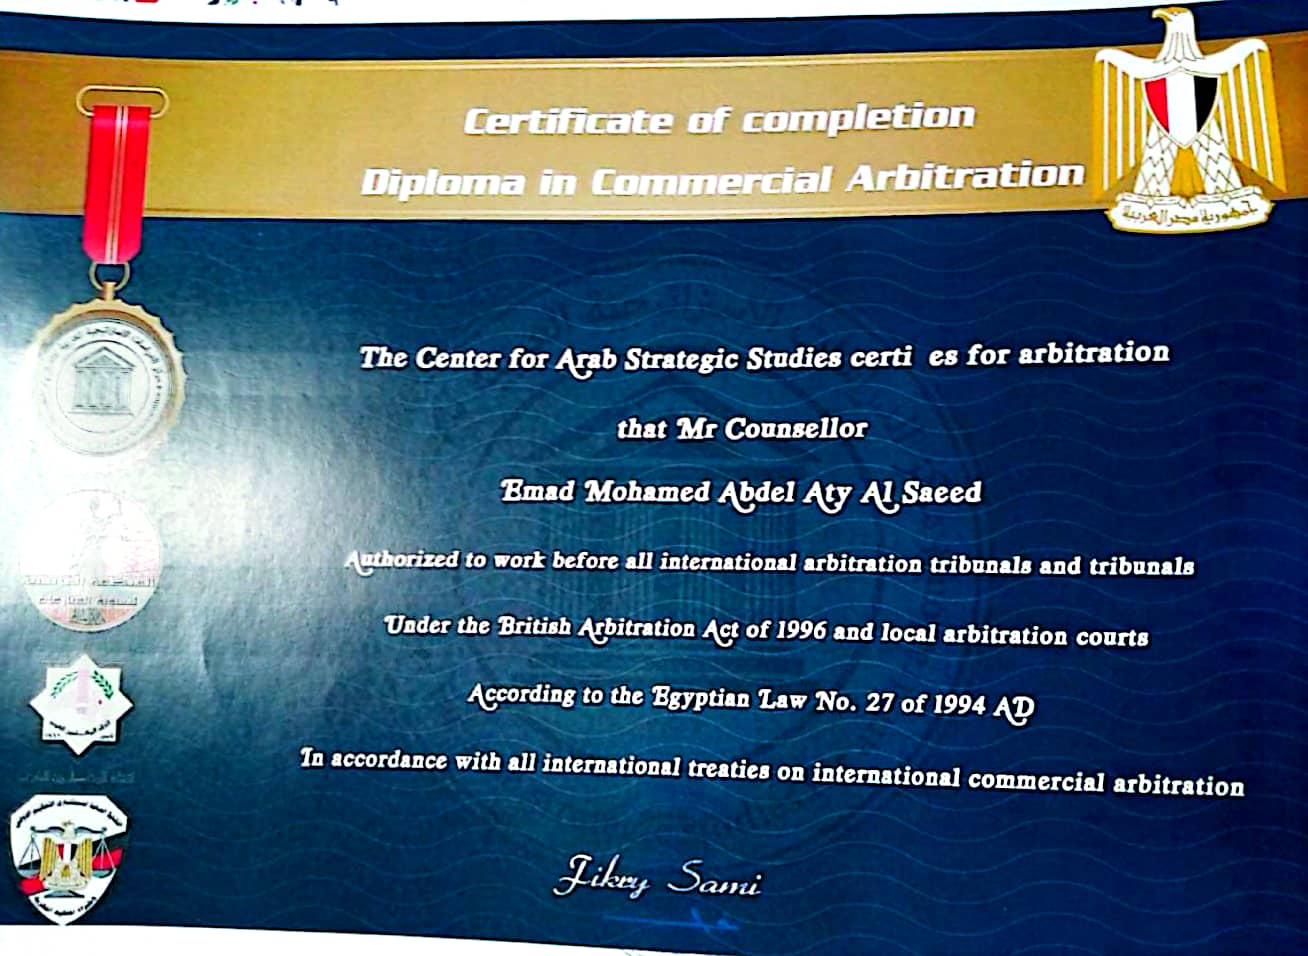 Certificate of completion
Diploma in Commercial Arbitration
جمهورية مصر العربية
The Center for Arab Strategic Studies certi es for arbitration
that Mr Counsellor
Emad Mohamed Abdel Aty Al Saeed
Authorized to work before all international arbitration tribunals and tribunals
Under the British Arbitration Act of 1996 and local arbitration courts
According to the Egyptian Law No. 27 of 1994 AD
In accordance with all international treaties on international commercial arbitration
Fikry Sami